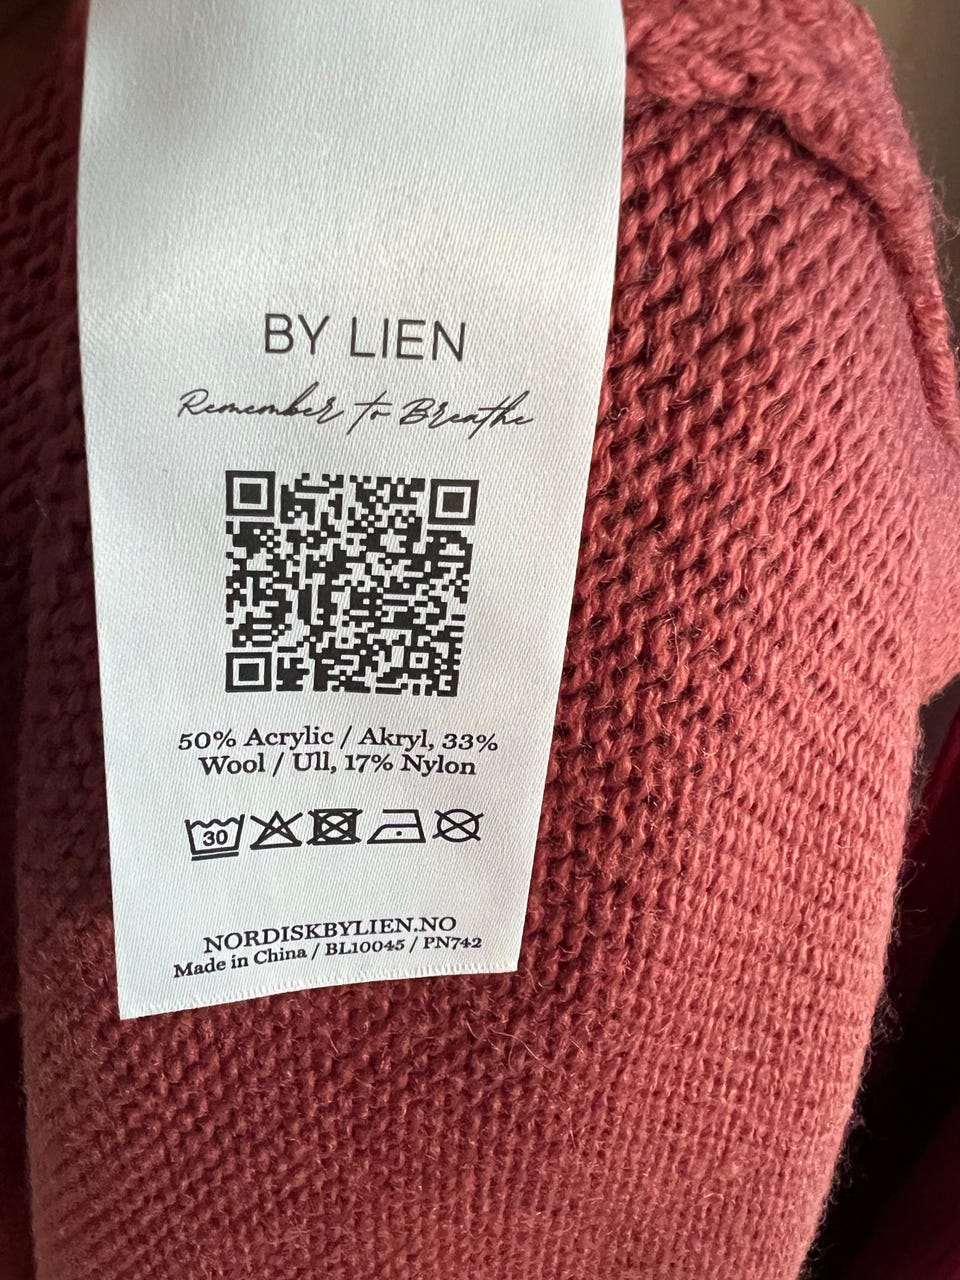 BY LIEN
Remember to Breathe
50% Acrylic / Akryl, 33%
Wool / Ull, 17% Nylon
30
NORDISKBYLIEN.NO
Made in China / BL10045 / PN742